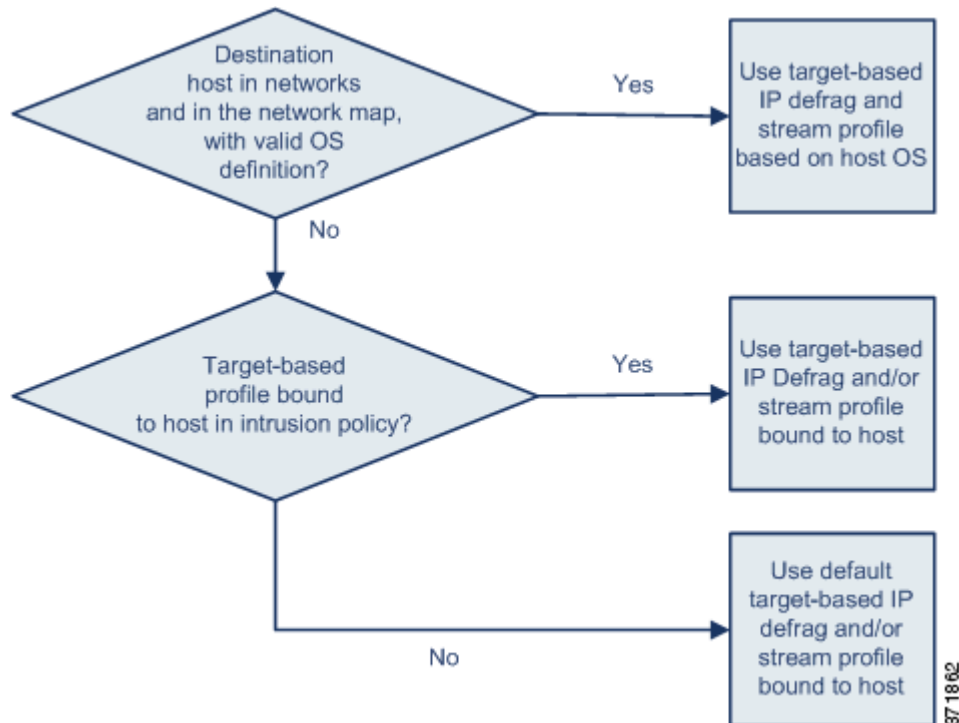 Destination
host in networks
and in the network map,
with valid OS
definition?
Yes
Use target-based
IP defrag and
stream profile
based on host OS
No
Target-based
profile bound
to host in intrusion policy?
Yes
Use target-based
IP Defrag and/or
stream profile
bound to host
No
Use default
target-based IP
defrag and/or
stream profile
bound to host
371862